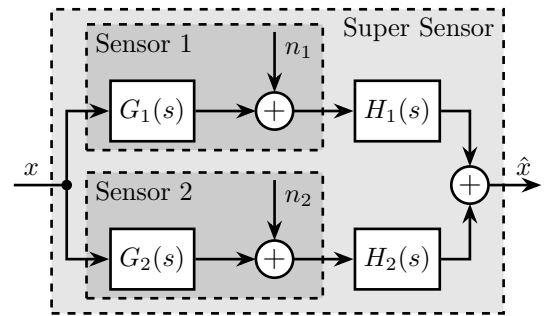 Super Sensor
Sensor 1
n₁
G₁(s)
+
H₁(s)
x
+
x̂
Sensor 2
n₂
G₂(s)
+
H₂(s)